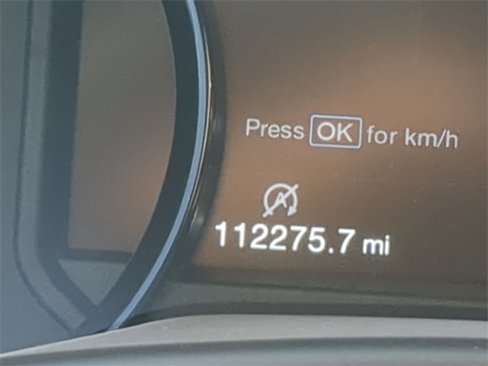 Press OK for km/h
A
112275.7 mi